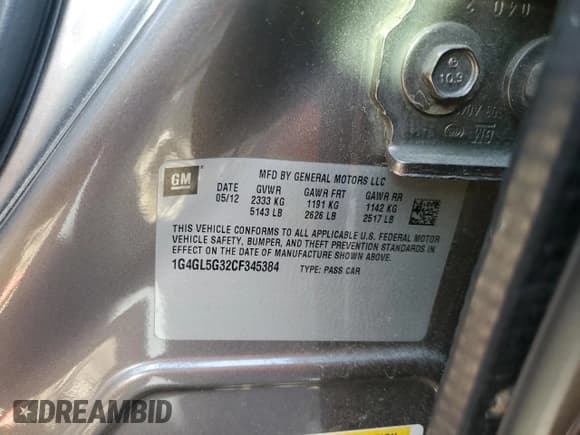 040
10.9
GM
GM
MFD BY GENERAL MOTORS LLC
DATE GVWR GAWR FRT GAWR RR
05/12 2333 KG 1191 KG 1142 KG
5143 LB 2626 LB 2517 LB
THIS VEHICLE CONFORMS TO ALL APPLICABLE U.S. FEDERAL MOTOR
VEHICLE SAFETY, BUMPER, AND THEFT PREVENTION STANDARDS IN
EFFECT ON THE DATE OF MANUFACTURE SHOWN ABOVE.
1G4GL5G32CF345384 TYPE: PASS CAR
DREAMBID